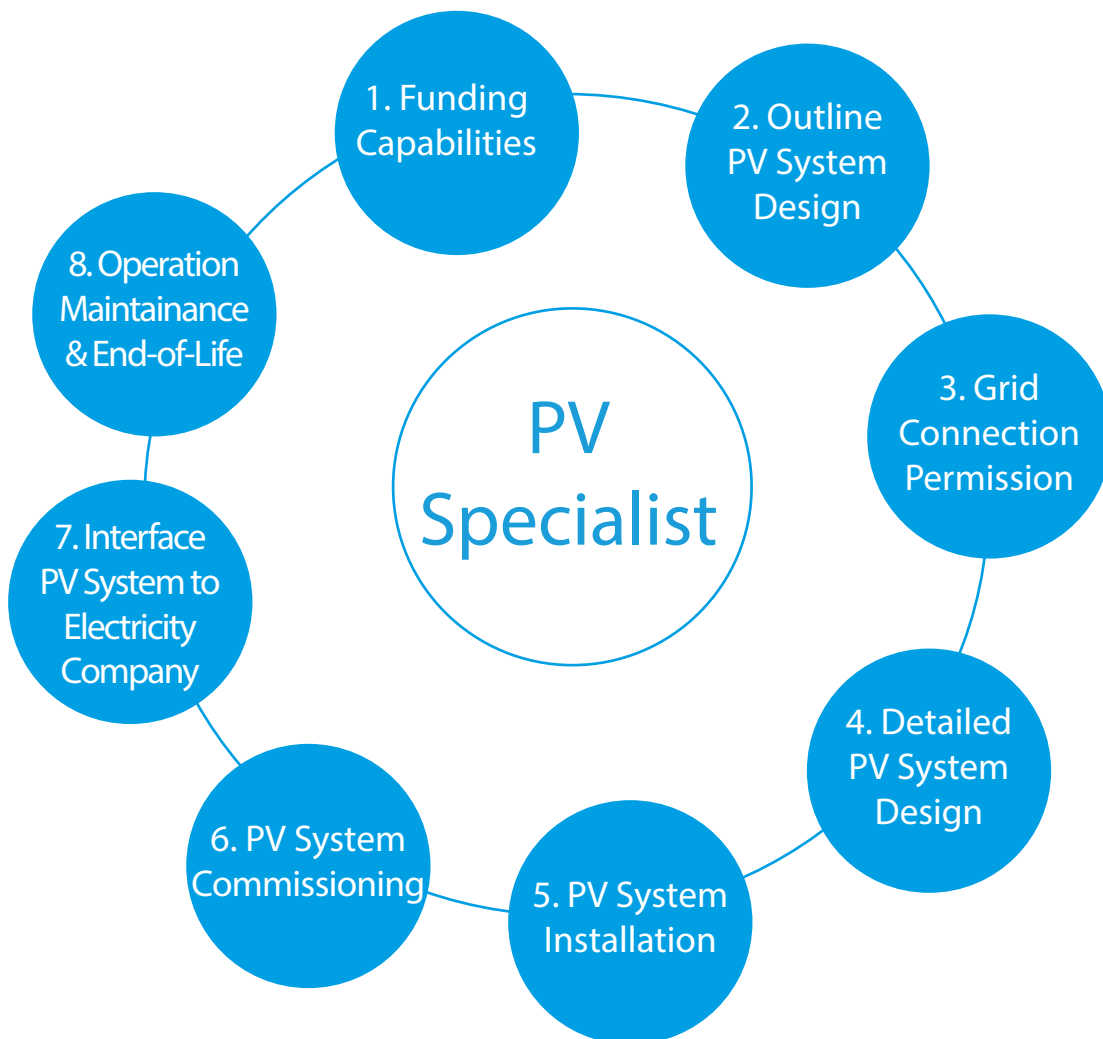 1. Funding
Capabilities
2. Outline
PV System
Design
3. Grid
Connection
Permission
4. Detailed
PV System
Design
5. PV System
Installation
6. PV System
Commissioning
7. Interface
PV System to
Electricity
Company
8. Operation
Maintainance
& End-of-Life
PV
Specialist